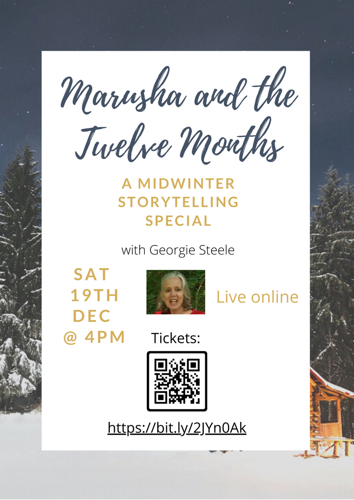 Marusha and the
Twelve Months
A MIDWINTER
STORYTELLING
SPECIAL
with Georgie Steele
SAT
19TH
DEC
@ 4PM
Live online
Tickets:
https://bit.ly/2JYn0Ak